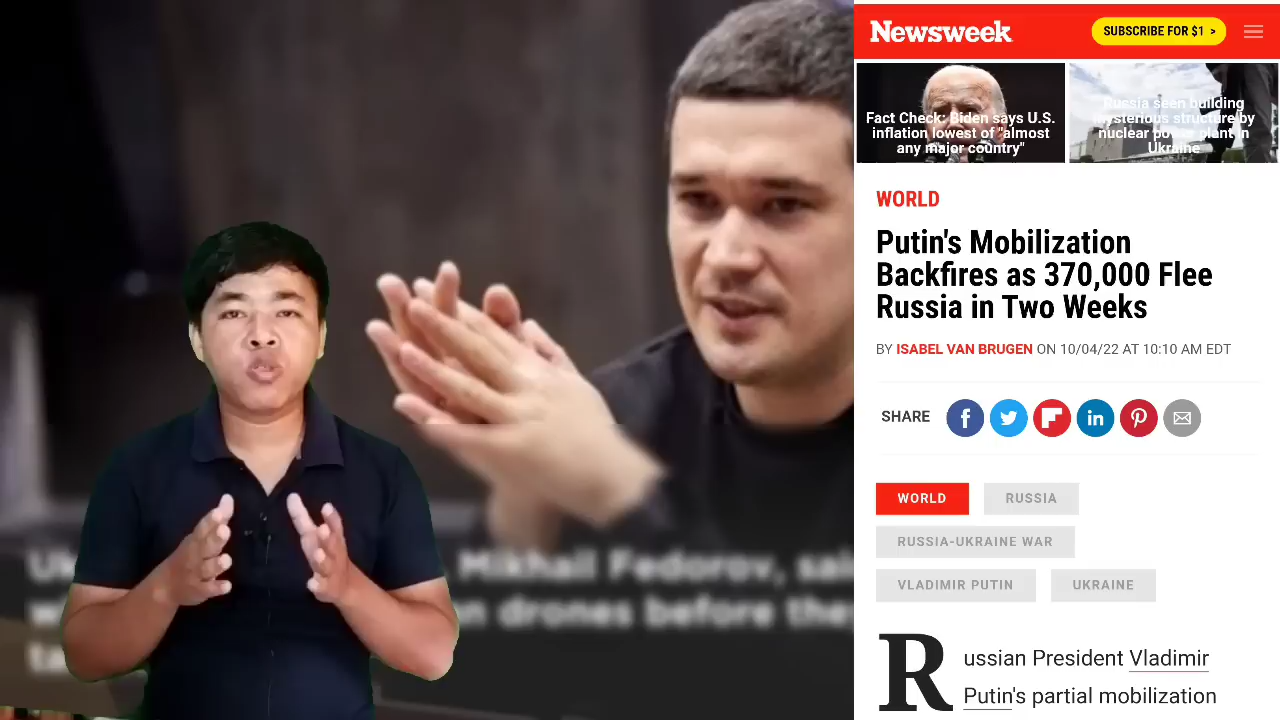 Newsweek
SUBSCRIBE FOR $1 >
Fact Check: Biden says U.S.
inflation lowest of "almost
any major country"
Russia seen building
mysterious structure by
nuclear power plant in
Ukraine
WORLD
Putin's Mobilization
Backfires as 370,000 Flee
Russia in Two Weeks
BY ISABEL VAN BRUGEN ON 10/04/22 AT 10:10 AM EDT
SHARE
WORLD RUSSIA
RUSSIA-UKRAINE WAR
VLADIMIR PUTIN UKRAINE
Russian President Vladimir
Putin's partial mobilization
Mikhail Fedorov,
drones before they